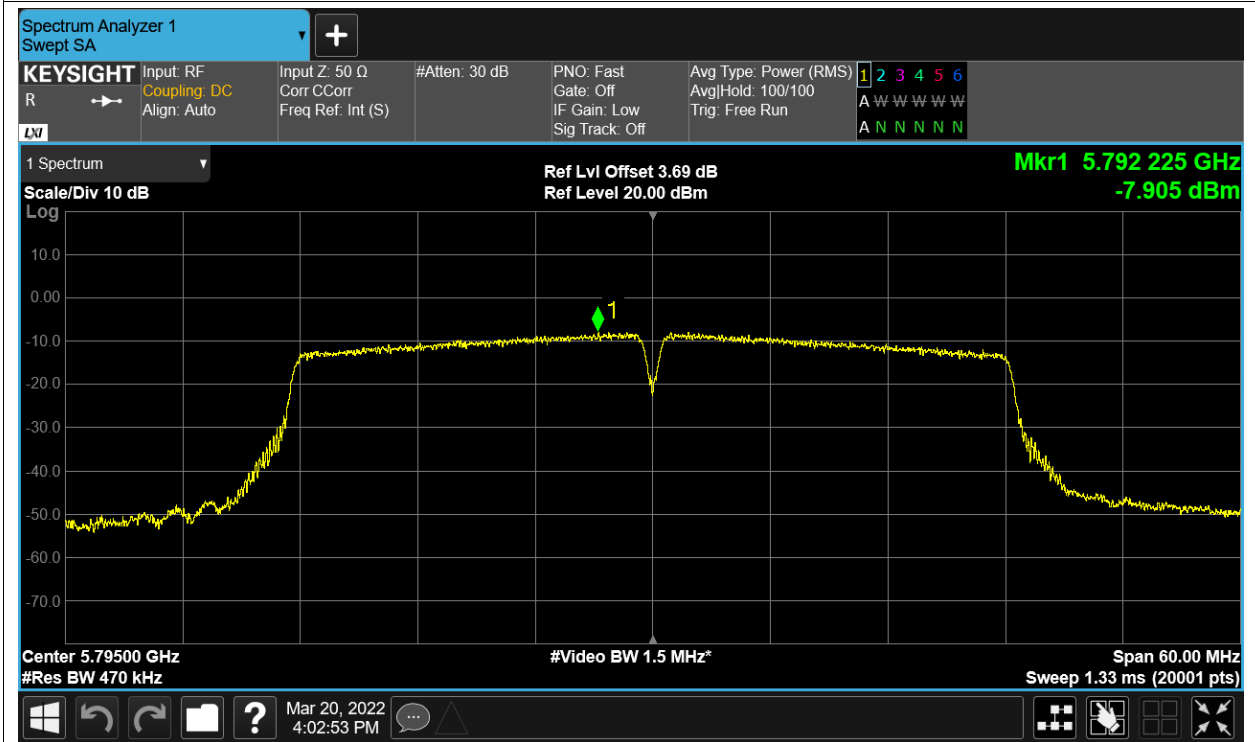 Spectrum Analyzer 1
Swept SA
+
KEYSIGHT
R
LXI
Input: RF
Coupling: DC
Align: Auto
Input Z: 50 Ω
Corr CCorr
Freq Ref: Int (S)
#Atten: 30 dB
PNO: Fast
Gate: Off
IF Gain: Low
Sig Track: Off
Avg Type: Power (RMS)
Avg|Hold: 100/100
Trig: Free Run
1 2 3 4 5 6
A W W W W W
A N N N N N
1 Spectrum
Scale/Div 10 dB
Log
Ref Lvl Offset 3.69 dB
Ref Level 20.00 dBm
Mkr1 5.792 225 GHz
-7.905 dBm
10.0
0.00
-10.0
-20.0
-30.0
-40.0
-50.0
-60.0
-70.0
1
Center 5.79500 GHz
#Res BW 470 kHz
#Video BW 1.5 MHz*
Span 60.00 MHz
Sweep 1.33 ms (20001 pts)
?
Mar 20, 2022
4:02:53 PM